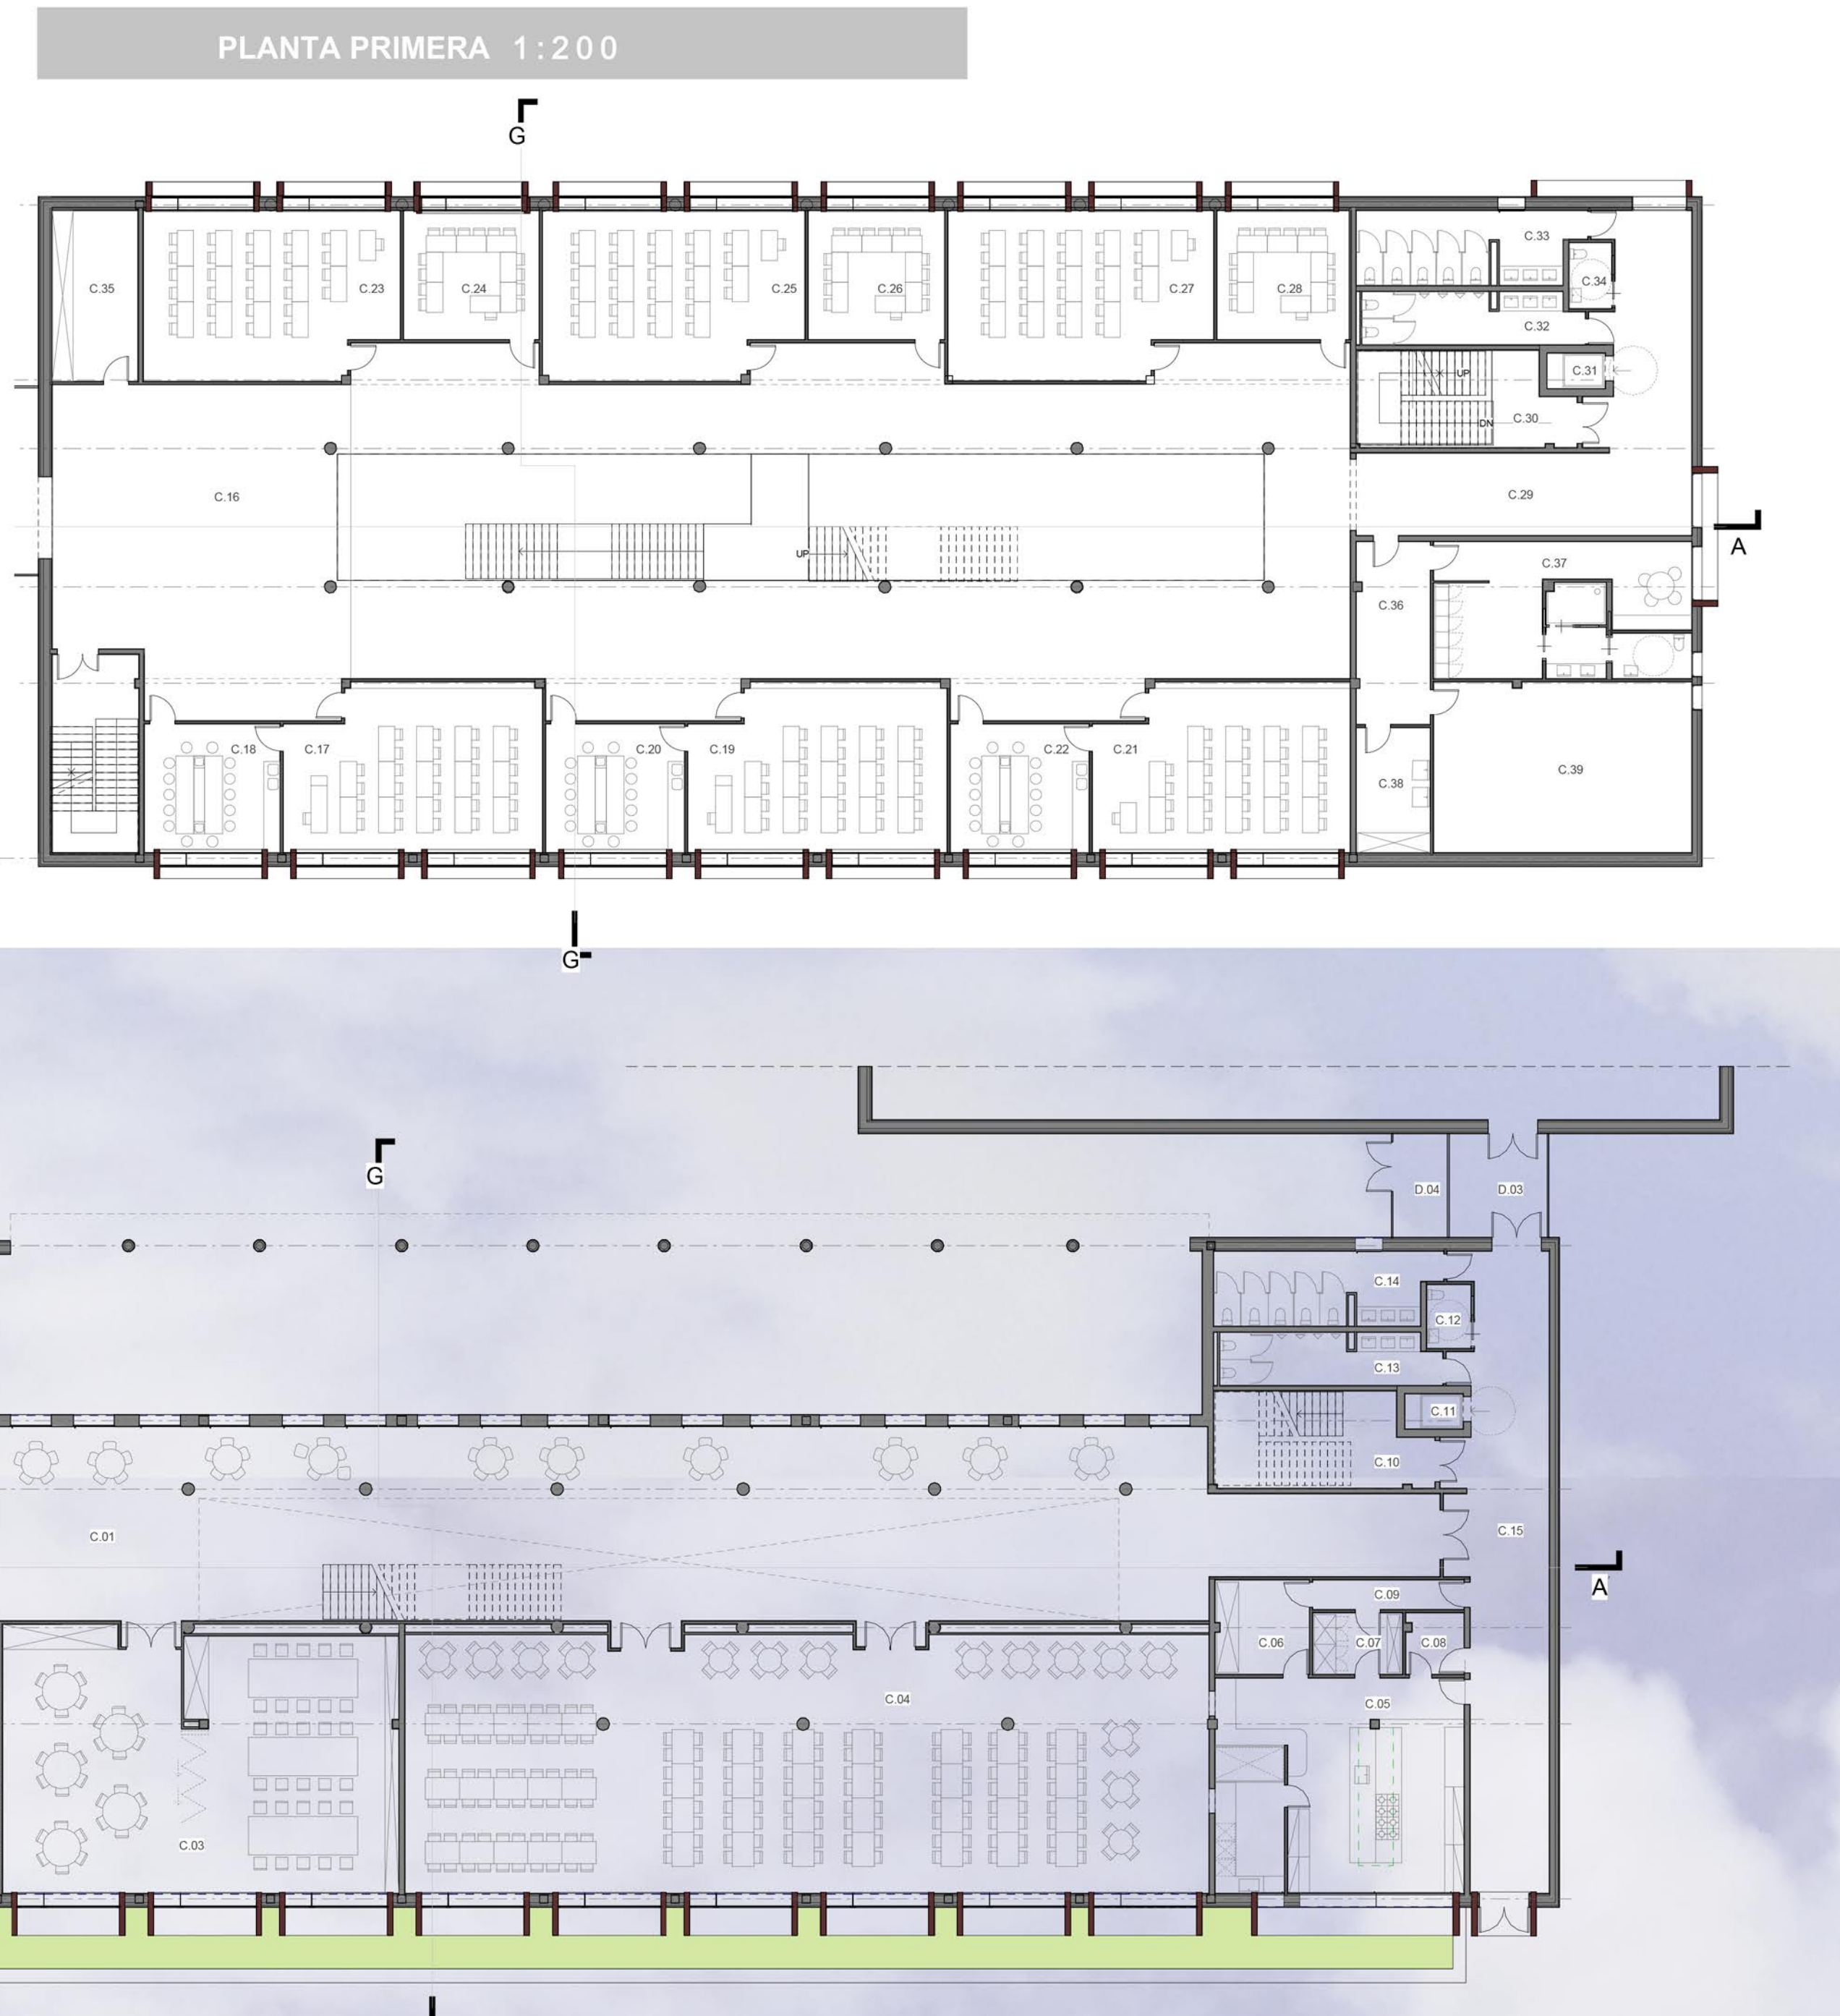 PLANTA PRIMERA 1:200
G
C.33
C.35
C.23
C.24
C.25
C.26
C.27
C.28
C.34
C.32
UP
C.31
C.30
DN
C.16
C.29
UP
A
C.37
C.36
C.18
C.17
C.20
C.19
C.22
C.21
C.38
C.39
G
G
D.04
D.03
C.14
C.12
C.13
C.11
C.10
C.01
C.15
A
C.09
C.06
C.07
C.08
C.04
C.05
C.03